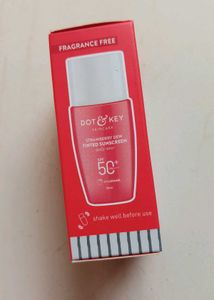 FRAGRANCE FREE
DOT & KEY
SKINCARE
STRAWBERRY DEW
TINTED SUNSCREEN
SPF
50+
shake well before use